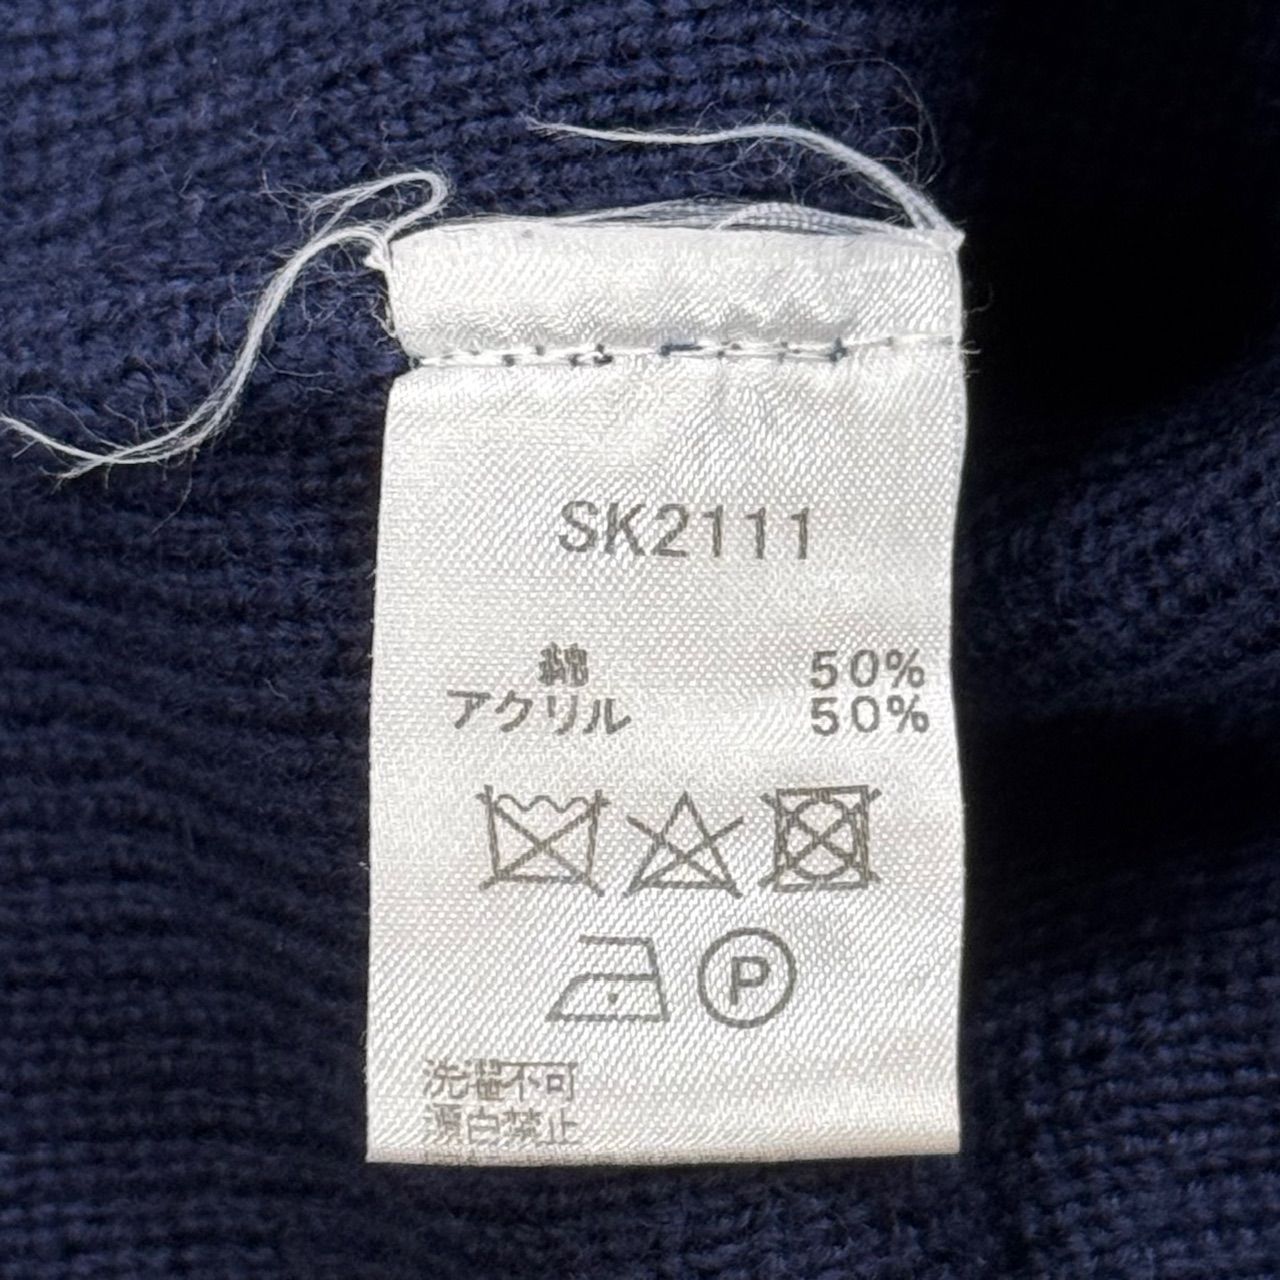 SK2111
綿 50%
アクリル 50%
P
洗濯不可
漂白禁止